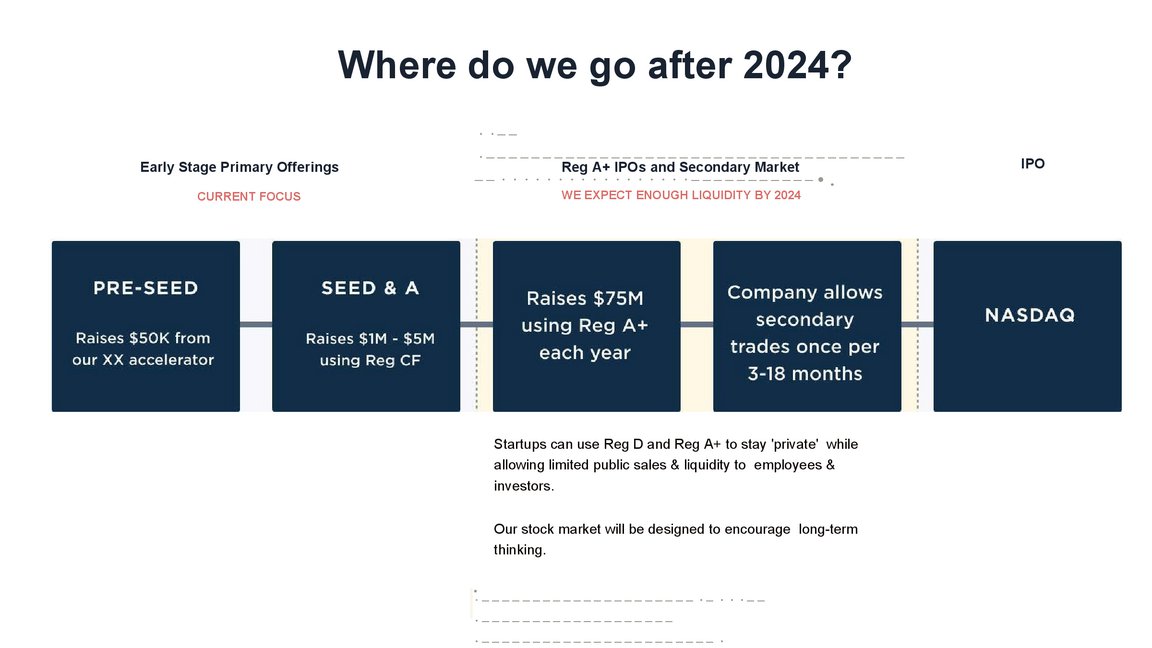 Where do we go after 2024?
Early Stage Primary Offerings
CURRENT FOCUS
Reg A+ IPOs and Secondary Market
WE EXPECT ENOUGH LIQUIDITY BY 2024
IPO
PRE-SEED
Raises $50K from
our XX accelerator
SEED & A
Raises $1M - $5M
using Reg CF
Raises $75M
using Reg A+
each year
Company allows
secondary
trades once per
3-18 months
NASDAQ
Startups can use Reg D and Reg A+ to stay 'private' while
allowing limited public sales & liquidity to employees &
investors.
Our stock market will be designed to encourage long-term
thinking.